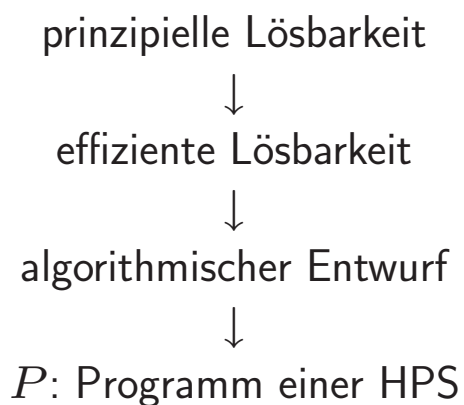 prinzipielle Lösbarkeit
↓
effiziente Lösbarkeit
↓
algorithmischer Entwurf
↓
P: Programm einer HPS